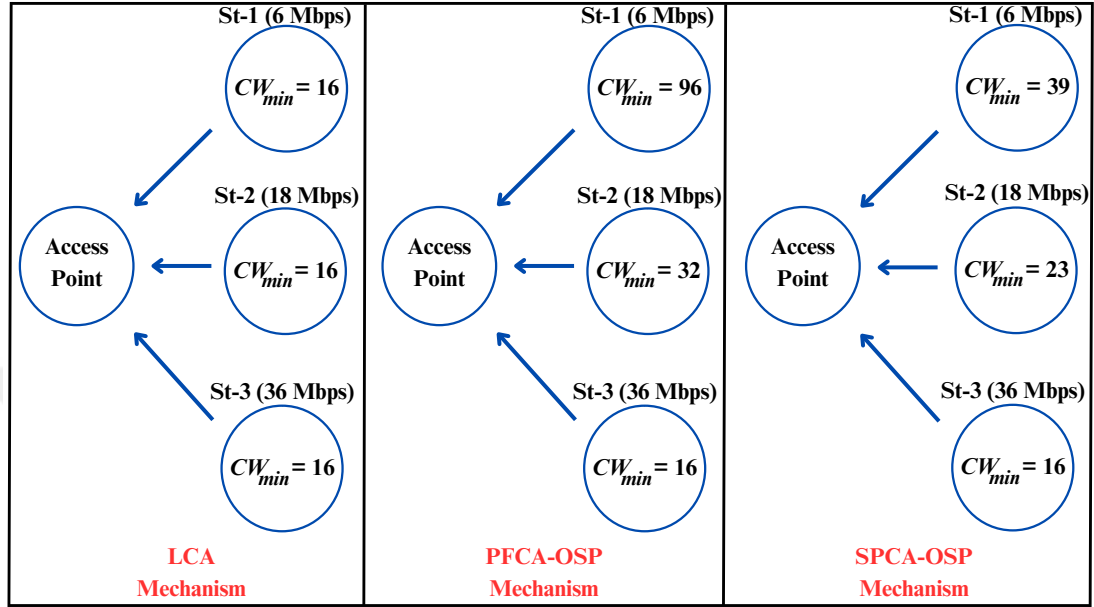 St-1 (6 Mbps)
CWmin = 16
St-2 (18 Mbps)
Access
Point
CWmin = 16
St-3 (36 Mbps)
CWmin = 16
LCA
Mechanism
St-1 (6 Mbps)
CWmin = 96
St-2 (18 Mbps)
Access
Point
CWmin = 32
St-3 (36 Mbps)
CWmin = 16
PFCA-OSP
Mechanism
St-1 (6 Mbps)
CWmin = 39
St-2 (18 Mbps)
Access
Point
CWmin = 23
St-3 (36 Mbps)
CWmin = 16
SPCA-OSP
Mechanism